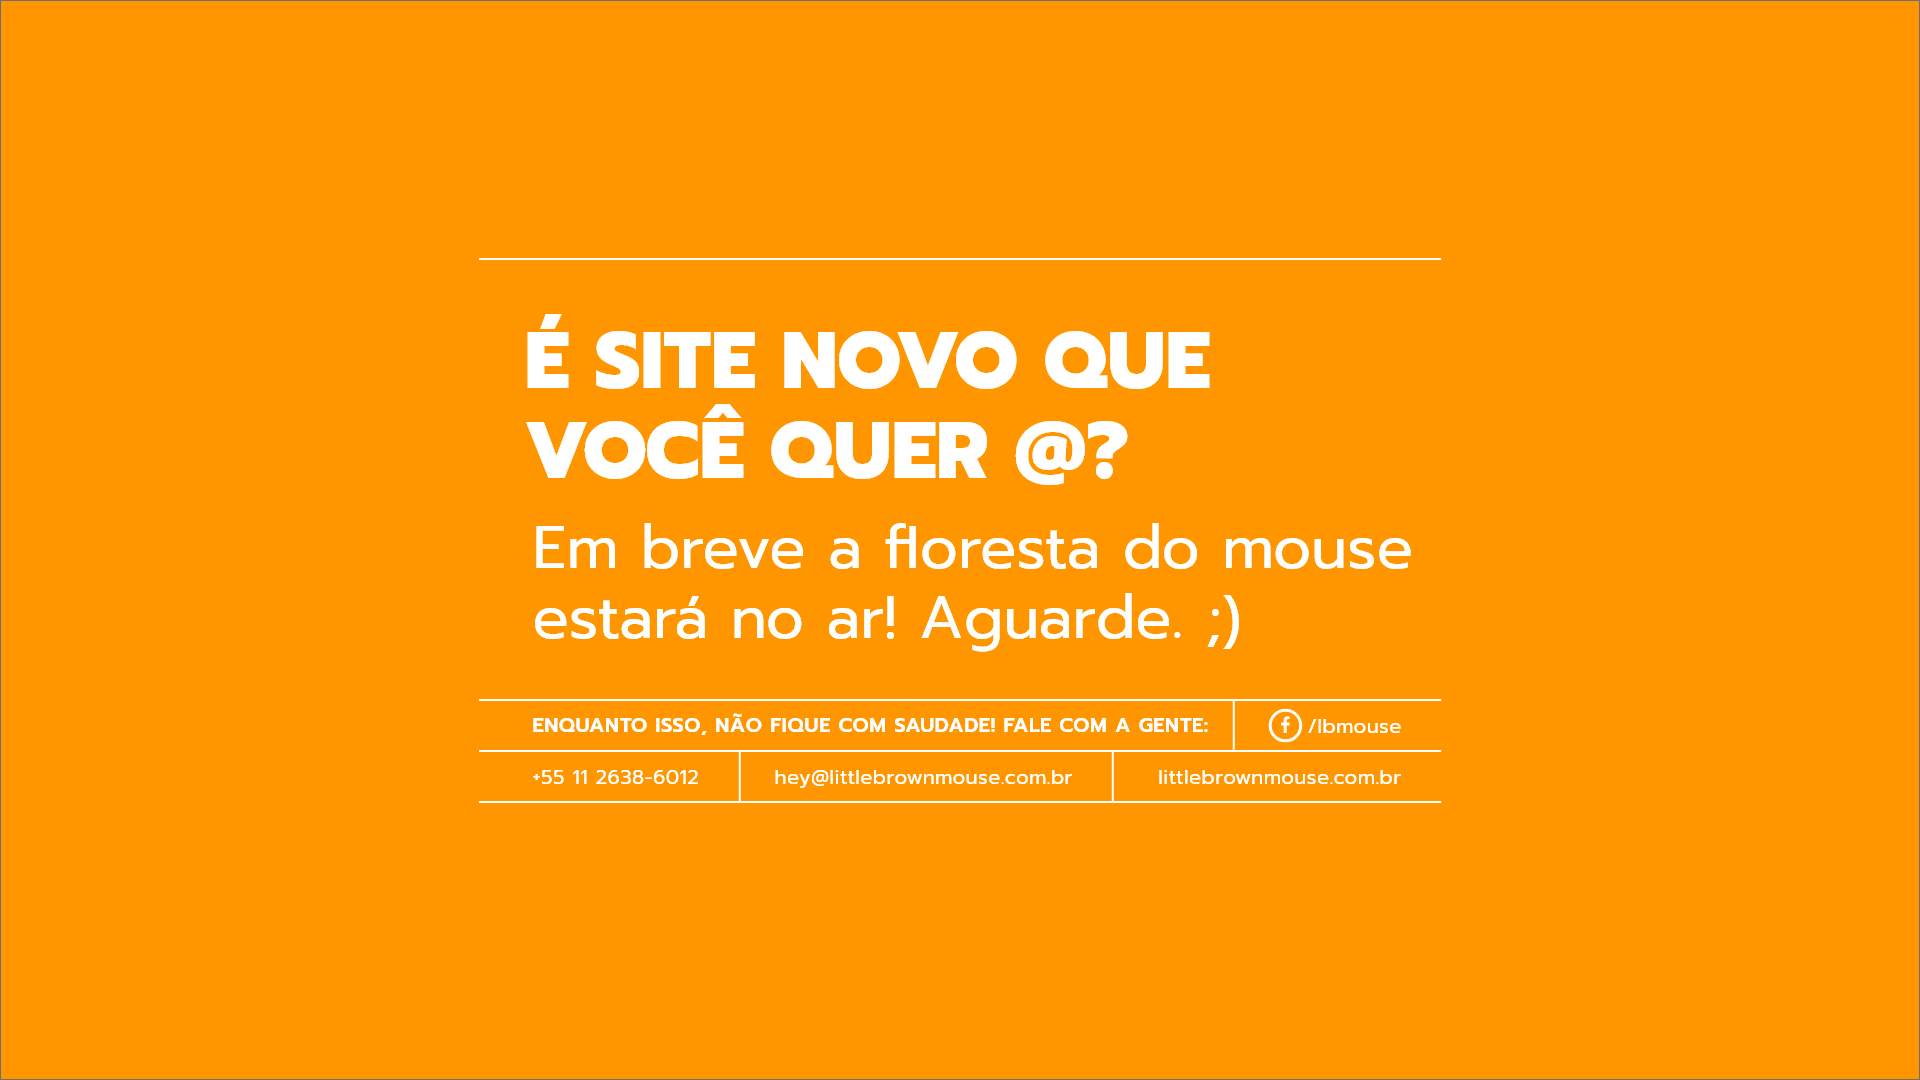 É SITE NOVO QUE
VOCÊ QUER @?
Em breve a floresta do mouse
estará no ar! Aguarde. ;)
ENQUANTO ISSO, NÃO FIQUE COM SAUDADE! FALE COM A GENTE:
/lbmouse
+55 11 2638-6012
hey@littlebrownmouse.com.br
littlebrownmouse.com.br